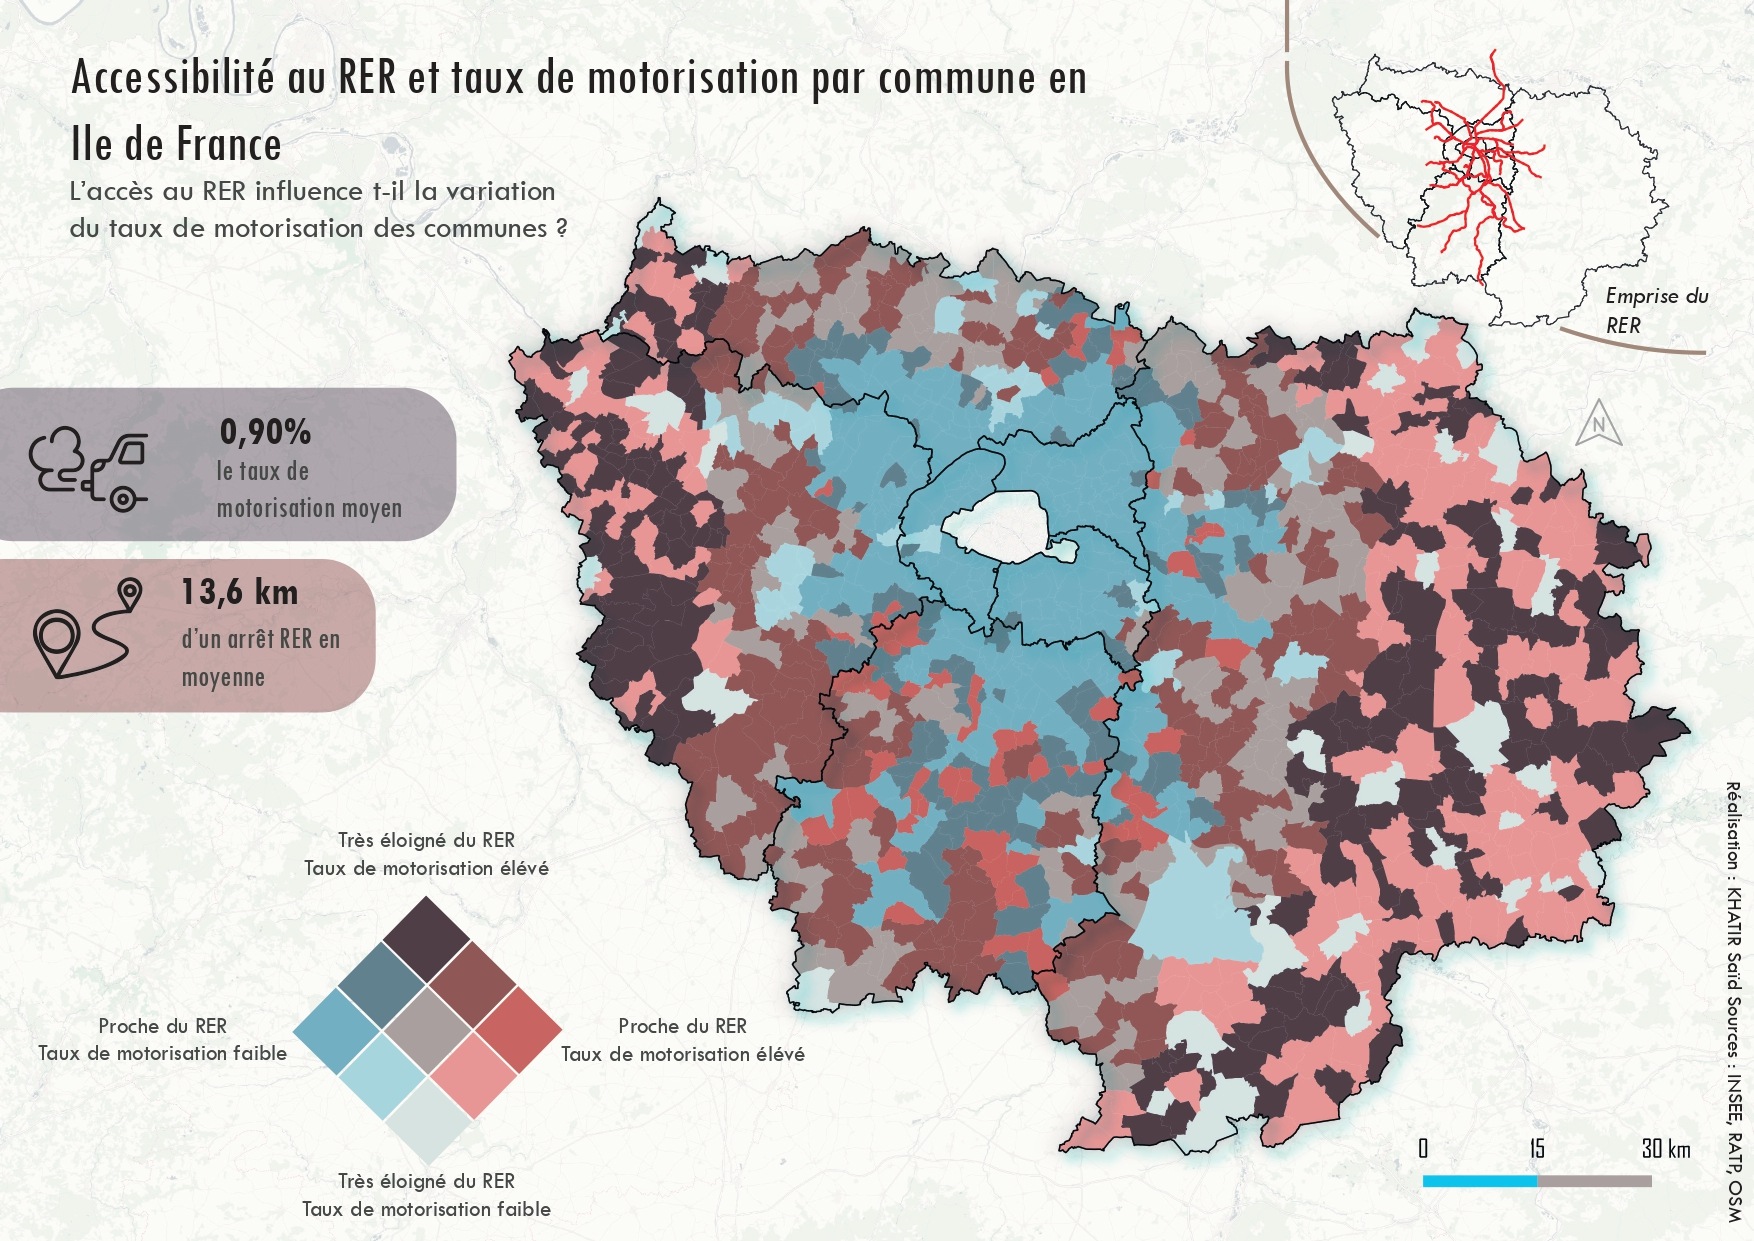 Accessibilité au RER et taux de motorisation par commune en
Ile de France
L'accès au RER influence t-il la variation
du taux de motorisation des communes ?
Emprise du
RER
N
0,90%
le taux de
motorisation moyen
13,6 km
d'un arrêt RER en
moyenne
Très éloigné du RER
Taux de motorisation élévé
Proche du RER
Taux de motorisation faible
Proche du RER
Taux de motorisation élévé
Très éloigné du RER
Taux de motorisation faible
0 15 30 km
Réalisation : KHATIR Saïd Sources : INSEE, RATP, OSM